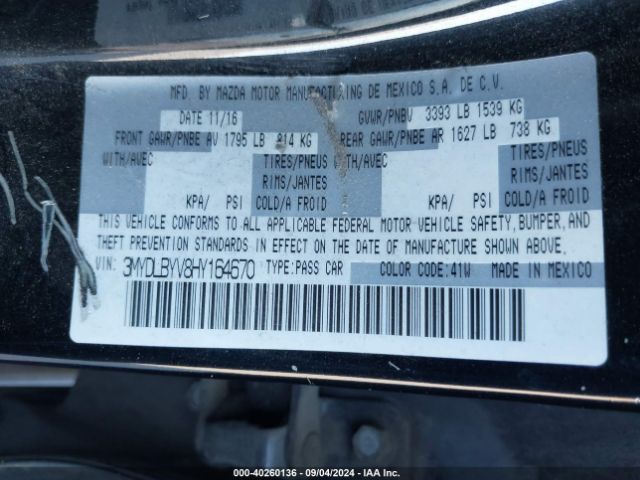 MFD. BY MAZDA MOTOR MANUFACTURING DE MEXICO S.A. DE C.V.
DATE 11/16 GVWR/PNBV 3393 LB 1539 KG
FRONT GAWR/PNBE AV 1795 LB 814 KG REAR GAWR/PNBE AR 1627 LB 738 KG
WITH/AVEC TIRES/PNEUS WITH/AVEC TIRES/PNEUS
RIMS/JANTES RIMS/JANTES
KPA/ PSI COLD/A FROID KPA/ PSI COLD/A FROID
THIS VEHICLE CONFORMS TO ALL APPLICABLE FEDERAL MOTOR VEHICLE SAFETY, BUMPER, AND
THEFT PREVENTION STANDARDS IN EFFECT ON THE DATE OF MANUFACTURE SHOWN ABOVE.
VIN: 3MYDLBYV8HY164670 TYPE:PASS CAR COLOR CODE:41W MADE IN MEXICO
000-40260136 - 09/04/2024 - IAA Inc.